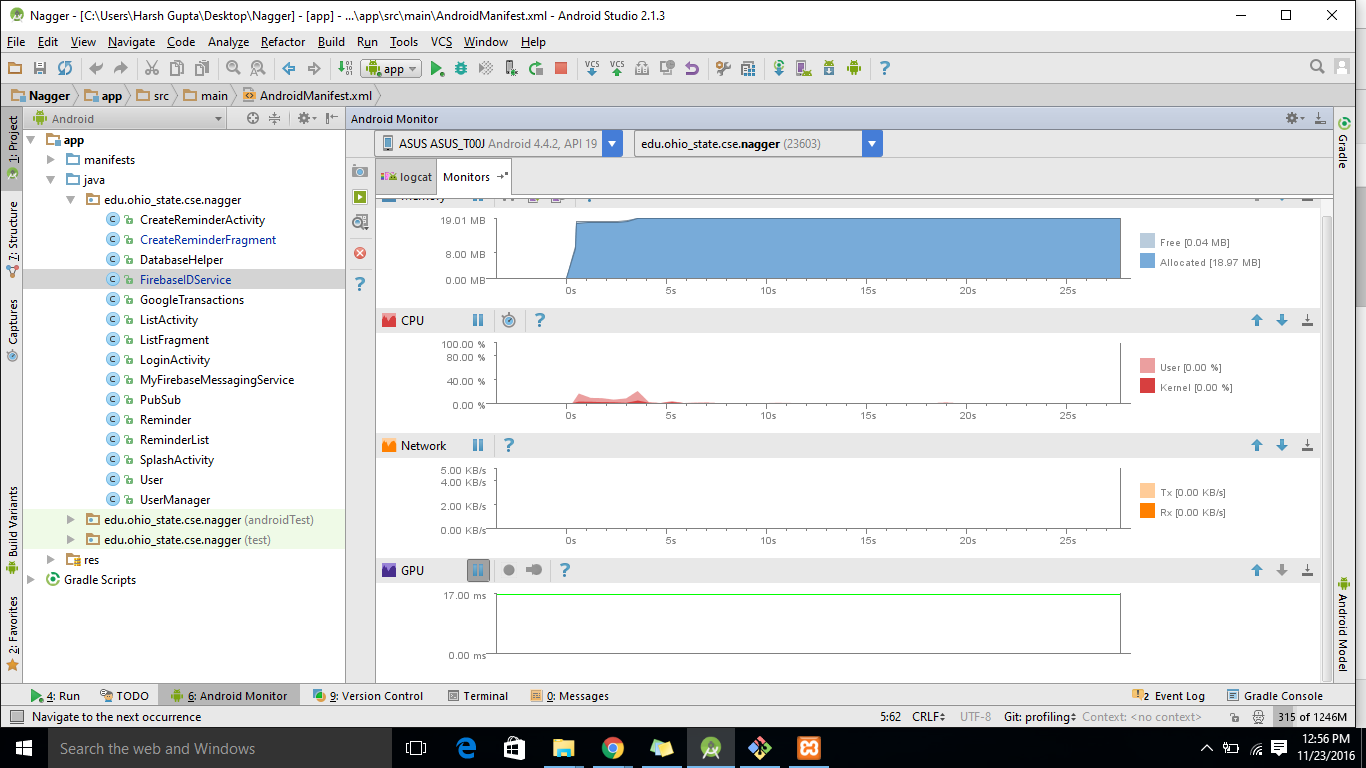 Nagger - [C:\Users\Harsh Gupta\Desktop\Nagger] - [app] - ...\app\src\main\AndroidManifest.xml - Android Studio 2.1.3
File Edit View Navigate Code Analyze Refactor Build Run Tools VCS Window Help
app
VCS VCS
Nagger app src main AndroidManifest.xml
1: Project
7: Structure
Captures
Build Variants
2: Favorites
Android
app
manifests
java
edu.ohio_state.cse.nagger
CreateReminderActivity
CreateReminderFragment
DatabaseHelper
FirebaseIDService
GoogleTransactions
ListActivity
ListFragment
LoginActivity
MyFirebaseMessagingService
PubSub
Reminder
ReminderList
SplashActivity
User
UserManager
edu.ohio_state.cse.nagger (androidTest)
edu.ohio_state.cse.nagger (test)
res
Gradle Scripts
Android Monitor
ASUS ASUS_T00J Android 4.4.2, API 19
edu.ohio_state.cse.nagger (23603)
logcat
Monitors
19.01 MB
8.00 MB
0.00 MB
0s 5s 10s 15s 20s 25s
Free [0.04 MB]
Allocated [18.97 MB]
CPU
100.00 %
80.00 %
40.00 %
0.00 %
0s 5s 10s 15s 20s 25s
User [0.00 %]
Kernel [0.00 %]
Network
5.00 KB/s
4.00 KB/s
2.00 KB/s
0.00 KB/s
0s 5s 10s 15s 20s 25s
Tx [0.00 KB/s]
Rx [0.00 KB/s]
GPU
17.00 ms
0.00 ms
Gradle
Android Model
4: Run TODO 6: Android Monitor 9: Version Control Terminal 0: Messages 2 Event Log Gradle Console
Navigate to the next occurrence 5:62 CRLF UTF-8 Git: profiling Context: <no context> 315 of 1246M
Search the web and Windows
12:56 PM
11/23/2016